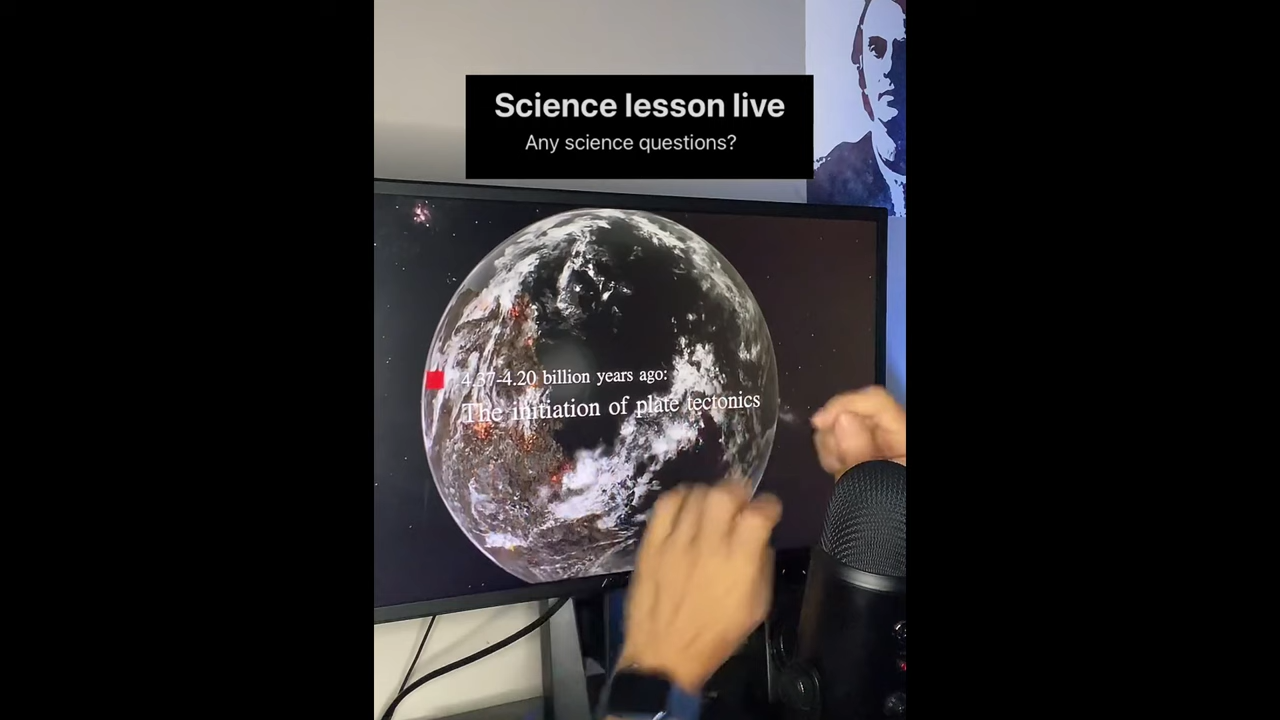 Science lesson live
Any science questions?
4.37-4.20 billion years ago:
The initiation of plate tectonics